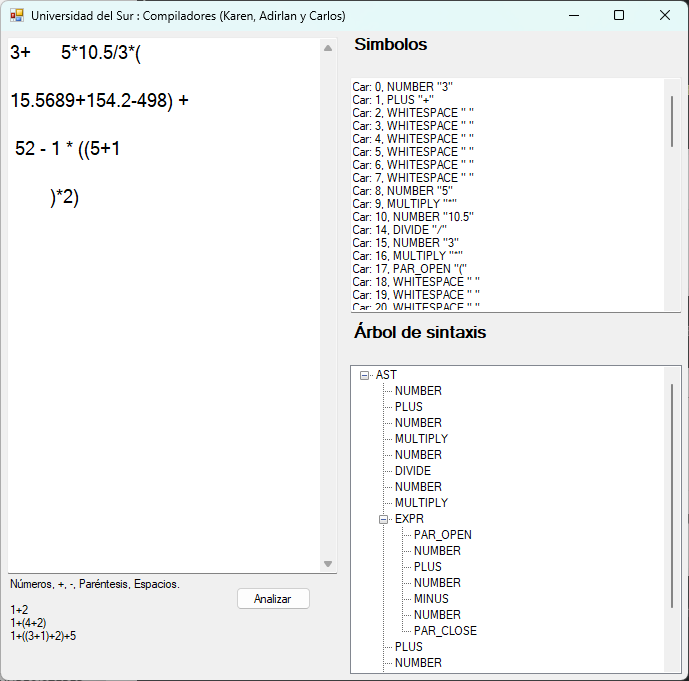 Universidad del Sur : Compiladores (Karen, Adirlan y Carlos)
3+ 5*10.5/3*(
15.5689+154.2-498) +
52 - 1 * ((5+1
)*2)
Números, +, -, Paréntesis, Espacios.
1+2
1+(4+2)
1+((3+1)+2)+5
Analizar
Simbolos
Car: 0, NUMBER "3"
Car: 1, PLUS "+"
Car: 2, WHITESPACE " "
Car: 3, WHITESPACE " "
Car: 4, WHITESPACE " "
Car: 5, WHITESPACE " "
Car: 6, WHITESPACE " "
Car: 7, WHITESPACE " "
Car: 8, NUMBER "5"
Car: 9, MULTIPLY "*"
Car: 10, NUMBER "10.5"
Car: 14, DIVIDE "/"
Car: 15, NUMBER "3"
Car: 16, MULTIPLY "*"
Car: 17, PAR_OPEN "("
Car: 18, WHITESPACE " "
Car: 19, WHITESPACE " "
Car: 20, WHITESPACE " "
Árbol de sintaxis
AST
NUMBER
PLUS
NUMBER
MULTIPLY
NUMBER
DIVIDE
NUMBER
MULTIPLY
EXPR
PAR_OPEN
NUMBER
PLUS
NUMBER
MINUS
NUMBER
PAR_CLOSE
PLUS
NUMBER